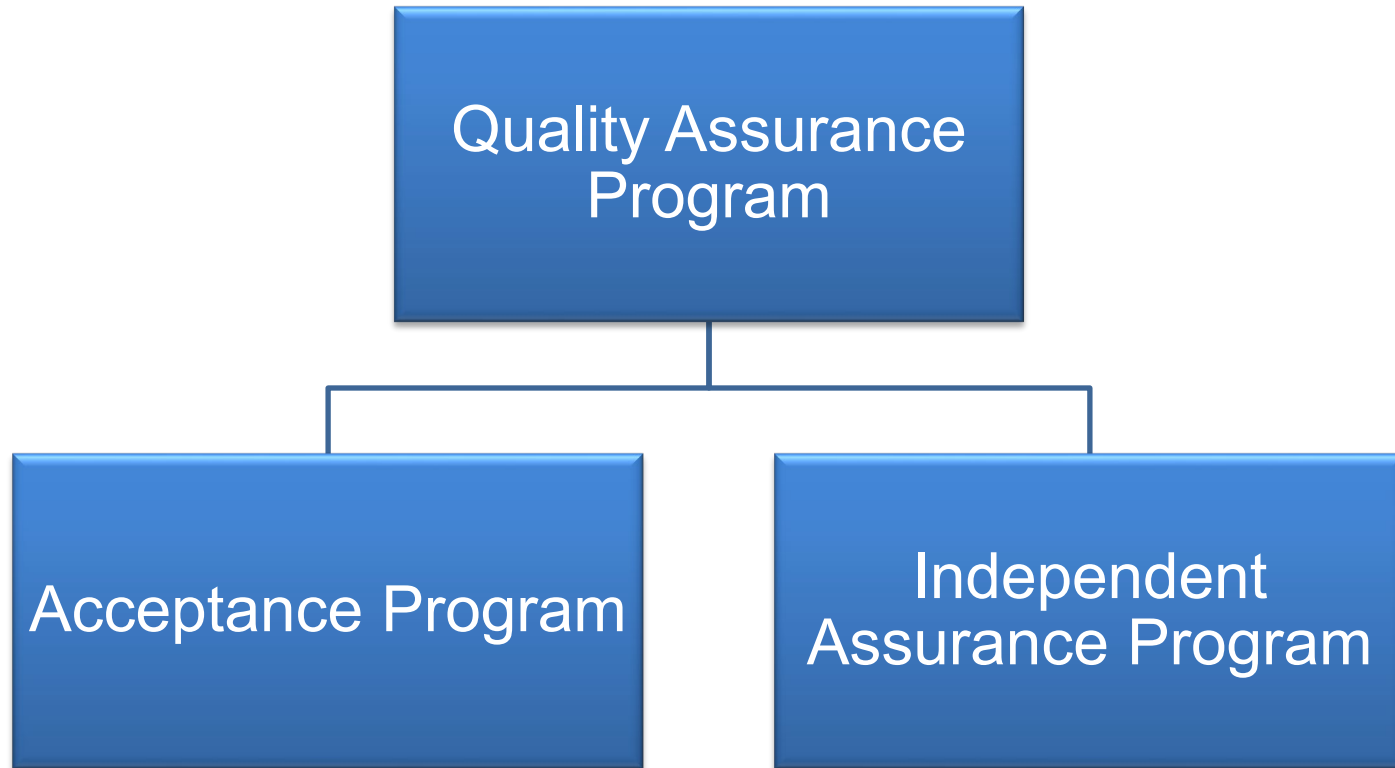 Quality Assurance
Program
Acceptance Program
Independent
Assurance Program